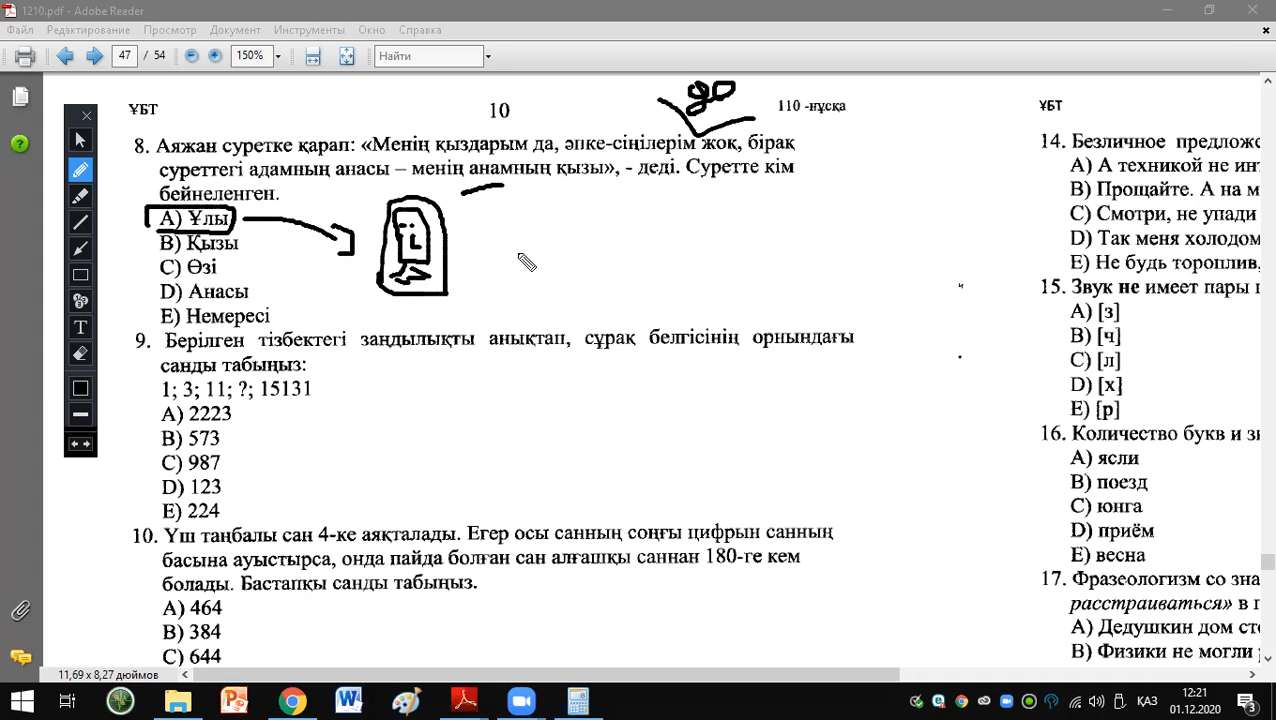 1210.pdf - Adobe Reader
Файл Редактирование Просмотр Документ Инструменты Окно Справка
47 / 54 150% Найти
ҰБТ 10 110 -нұсқа
8. Аяжан суретке қарап: «Менің қыздарым да, әпке-сіңілерім жоқ, бірақ
суреттегі адамның анасы – менің анамның қызы», - деді. Суретте кім
бейнеленген.
A) Ұлы
B) Қызы
C) Өзі
D) Анасы
E) Немересі
9. Берілген тізбектегі заңдылықты анықтап, сұрақ белгісінің орнындағы
санды табыңыз:
1; 3; 11; ?; 15131
A) 2223
B) 573
C) 987
D) 123
E) 224
10. Үш таңбалы сан 4-ке аяқталады. Егер осы санның соңғы цифрын санның
басына ауыстырса, онда пайда болған сан алғашқы саннан 180-ге кем
болады. Бастапқы санды табыңыз.
A) 464
B) 384
C) 644
ҰБТ
14. Безличное предложе
A) А техникой не ин
B) Прощайте. А на м
C) Смотри, не упади
D) Так меня холодом
E) Не будь тороплив,
15. Звук не имеет пары п
A) [з]
B) [ч]
C) [л]
D) [х]
E) [р]
16. Количество букв и зв
A) ясли
B) поезд
C) юнга
D) приём
E) весна
17. Фразеологизм со зна
расстраиваться» в п
A) Дедушкин дом сто
B) Физики не могли р
11,69 x 8,27 дюймов
ҚАЗ 12:21
01.12.2020
3